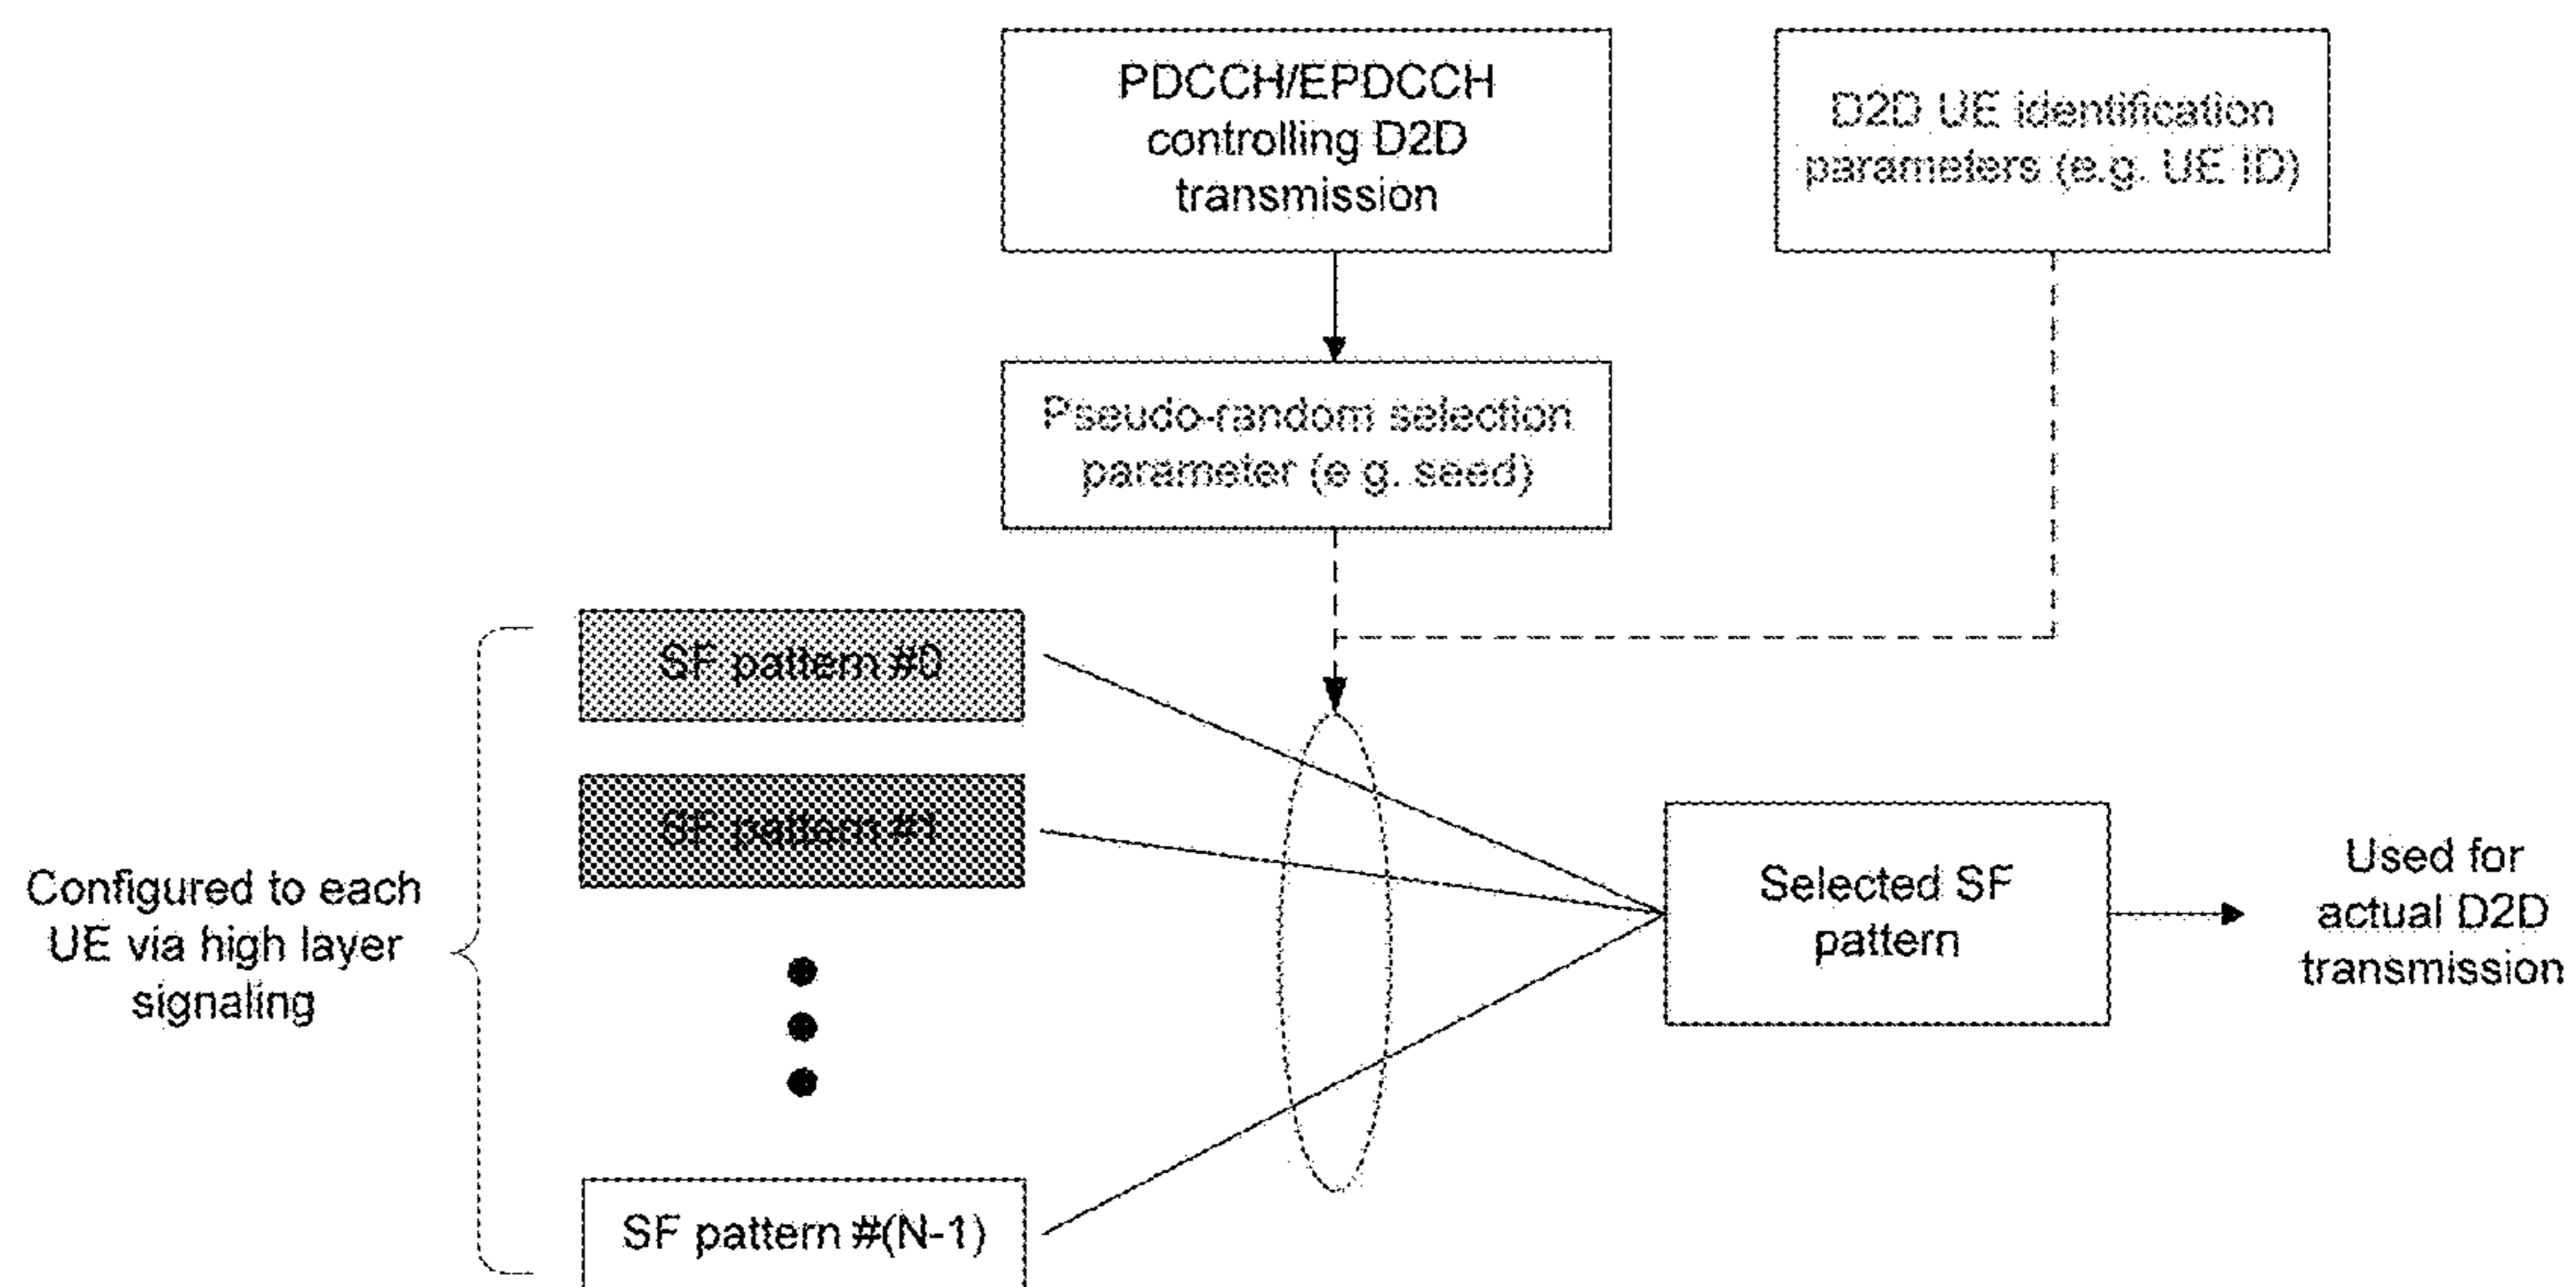 PDCCH/EPDCCH
controlling D2D
transmission
D2D UE identification
parameters (e.g. UE ID)
Pseudo-random selection
parameter (e.g. seed)
SF pattern #0
SF pattern #1
Configured to each
UE via high layer
signaling
SF pattern #(N-1)
Selected SF
pattern
Used for
actual D2D
transmission